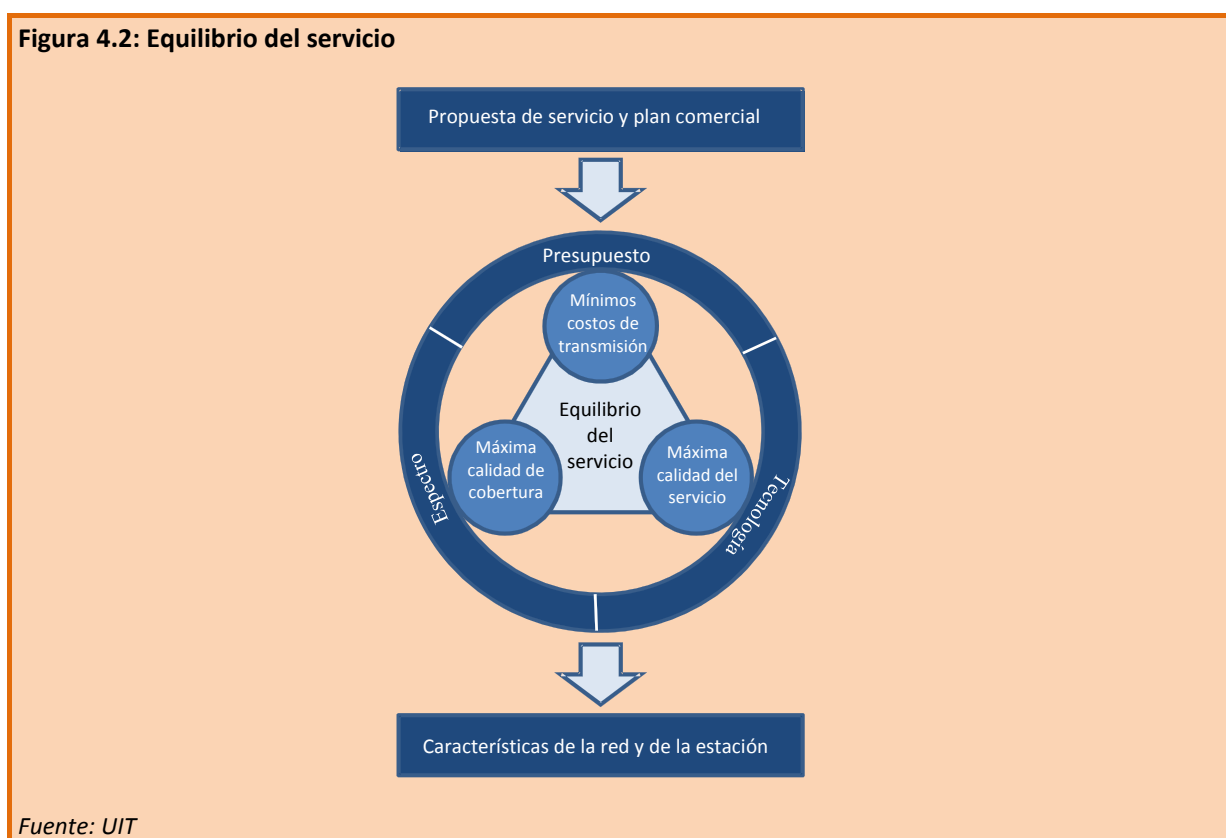 Figura 4.2: Equilibrio del servicio
Propuesta de servicio y plan comercial
Presupuesto
Mínimos
costos de
transmisión
Equilibrio
del
servicio
Máxima
calidad de
cobertura
Máxima
calidad del
servicio
Espectro
Tecnología
Características de la red y de la estación
Fuente: UIT